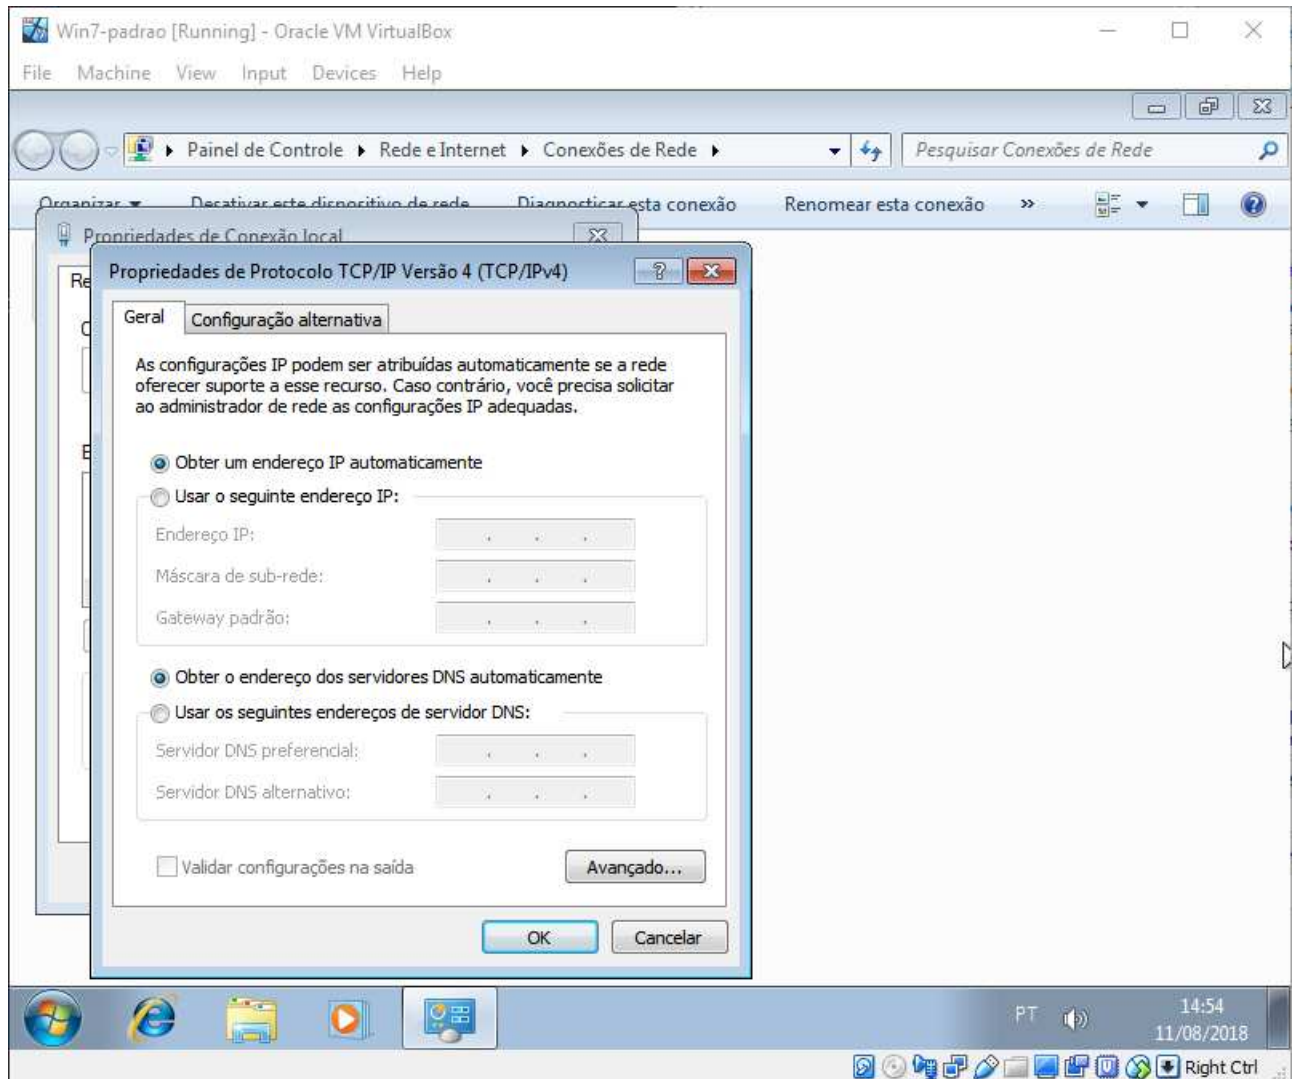 Win7-padrao [Running] - Oracle VM VirtualBox
File Machine View Input Devices Help
Painel de Controle Rede e Internet Conexões de Rede Pesquisar Conexões de Rede
Organizar Desativar este dispositivo de rede Diagnosticar esta conexão Renomear esta conexão »
Propriedades de Conexão local
Re
Propriedades de Protocolo TCP/IP Versão 4 (TCP/IPv4)
Geral Configuração alternativa
As configurações IP podem ser atribuídas automaticamente se a rede
oferecer suporte a esse recurso. Caso contrário, você precisa solicitar
ao administrador de rede as configurações IP adequadas.
Obter um endereço IP automaticamente
Usar o seguinte endereço IP:
Endereço IP: . . .
Máscara de sub-rede: . . .
Gateway padrão: . . .
Obter o endereço dos servidores DNS automaticamente
Usar os seguintes endereços de servidor DNS:
Servidor DNS preferencial: . . .
Servidor DNS alternativo: . . .
Validar configurações na saída Avançado...
OK Cancelar
PT 14:54
11/08/2018
Right Ctrl